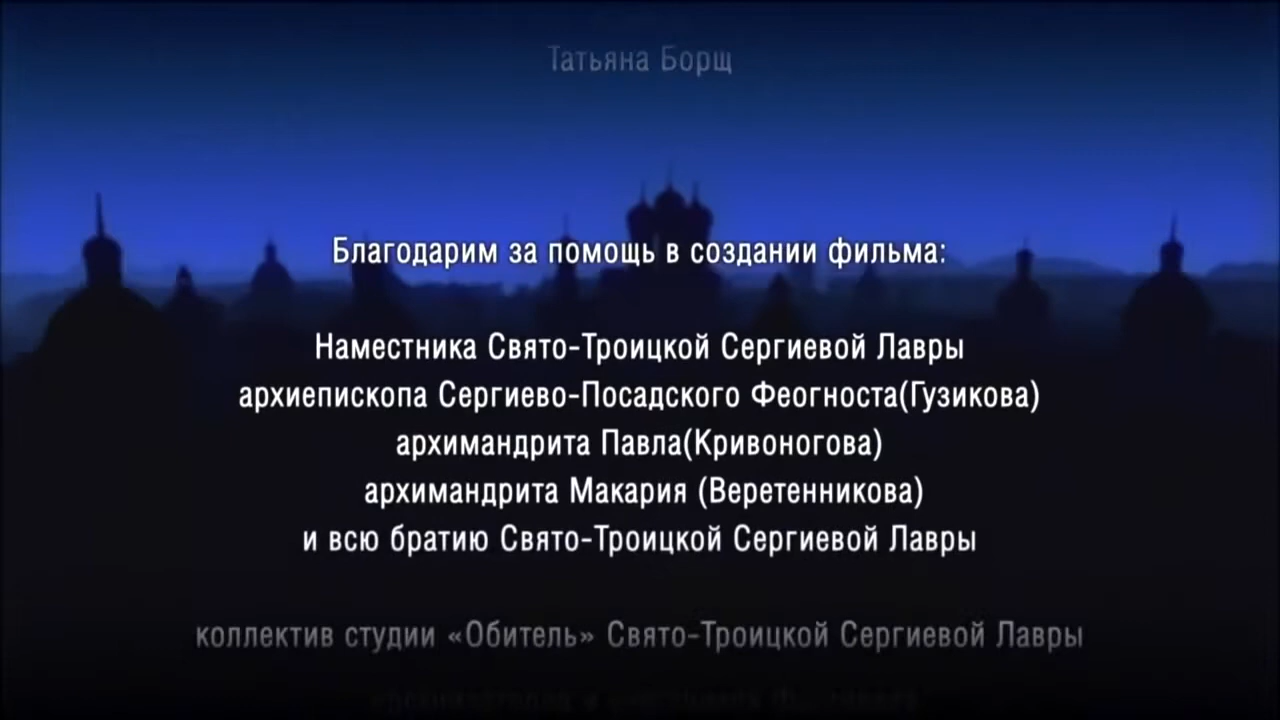 Татьяна Борщ
Благодарим за помощь в создании фильма:
Наместника Свято-Троицкой Сергиевой Лавры
архиепископа Сергиево-Посадского Феогноста(Гузикова)
архимандрита Павла(Кривоногова)
архимандрита Макария (Веретенникова)
и всю братию Свято-Троицкой Сергиевой Лавры
коллектив студии «Обитель» Свято-Троицкой Сергиевой Лавры